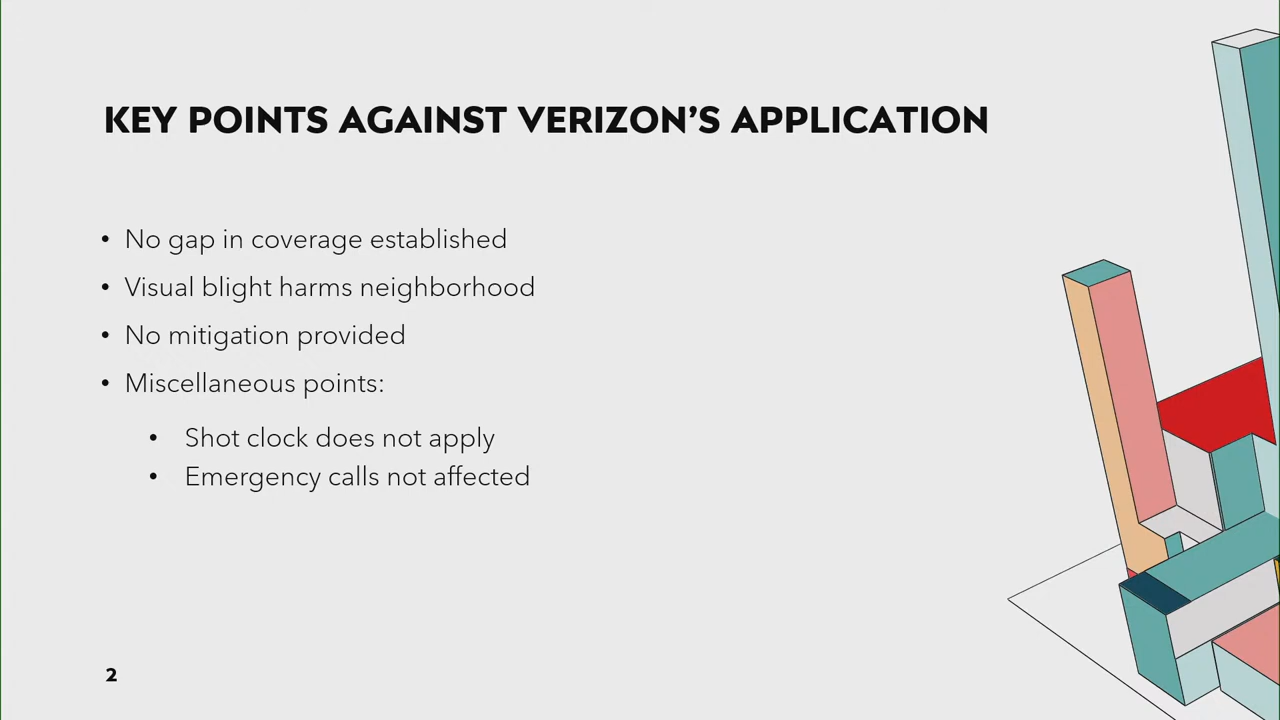 KEY POINTS AGAINST VERIZON’S APPLICATION
• No gap in coverage established
• Visual blight harms neighborhood
• No mitigation provided
• Miscellaneous points:
• Shot clock does not apply
• Emergency calls not affected
2